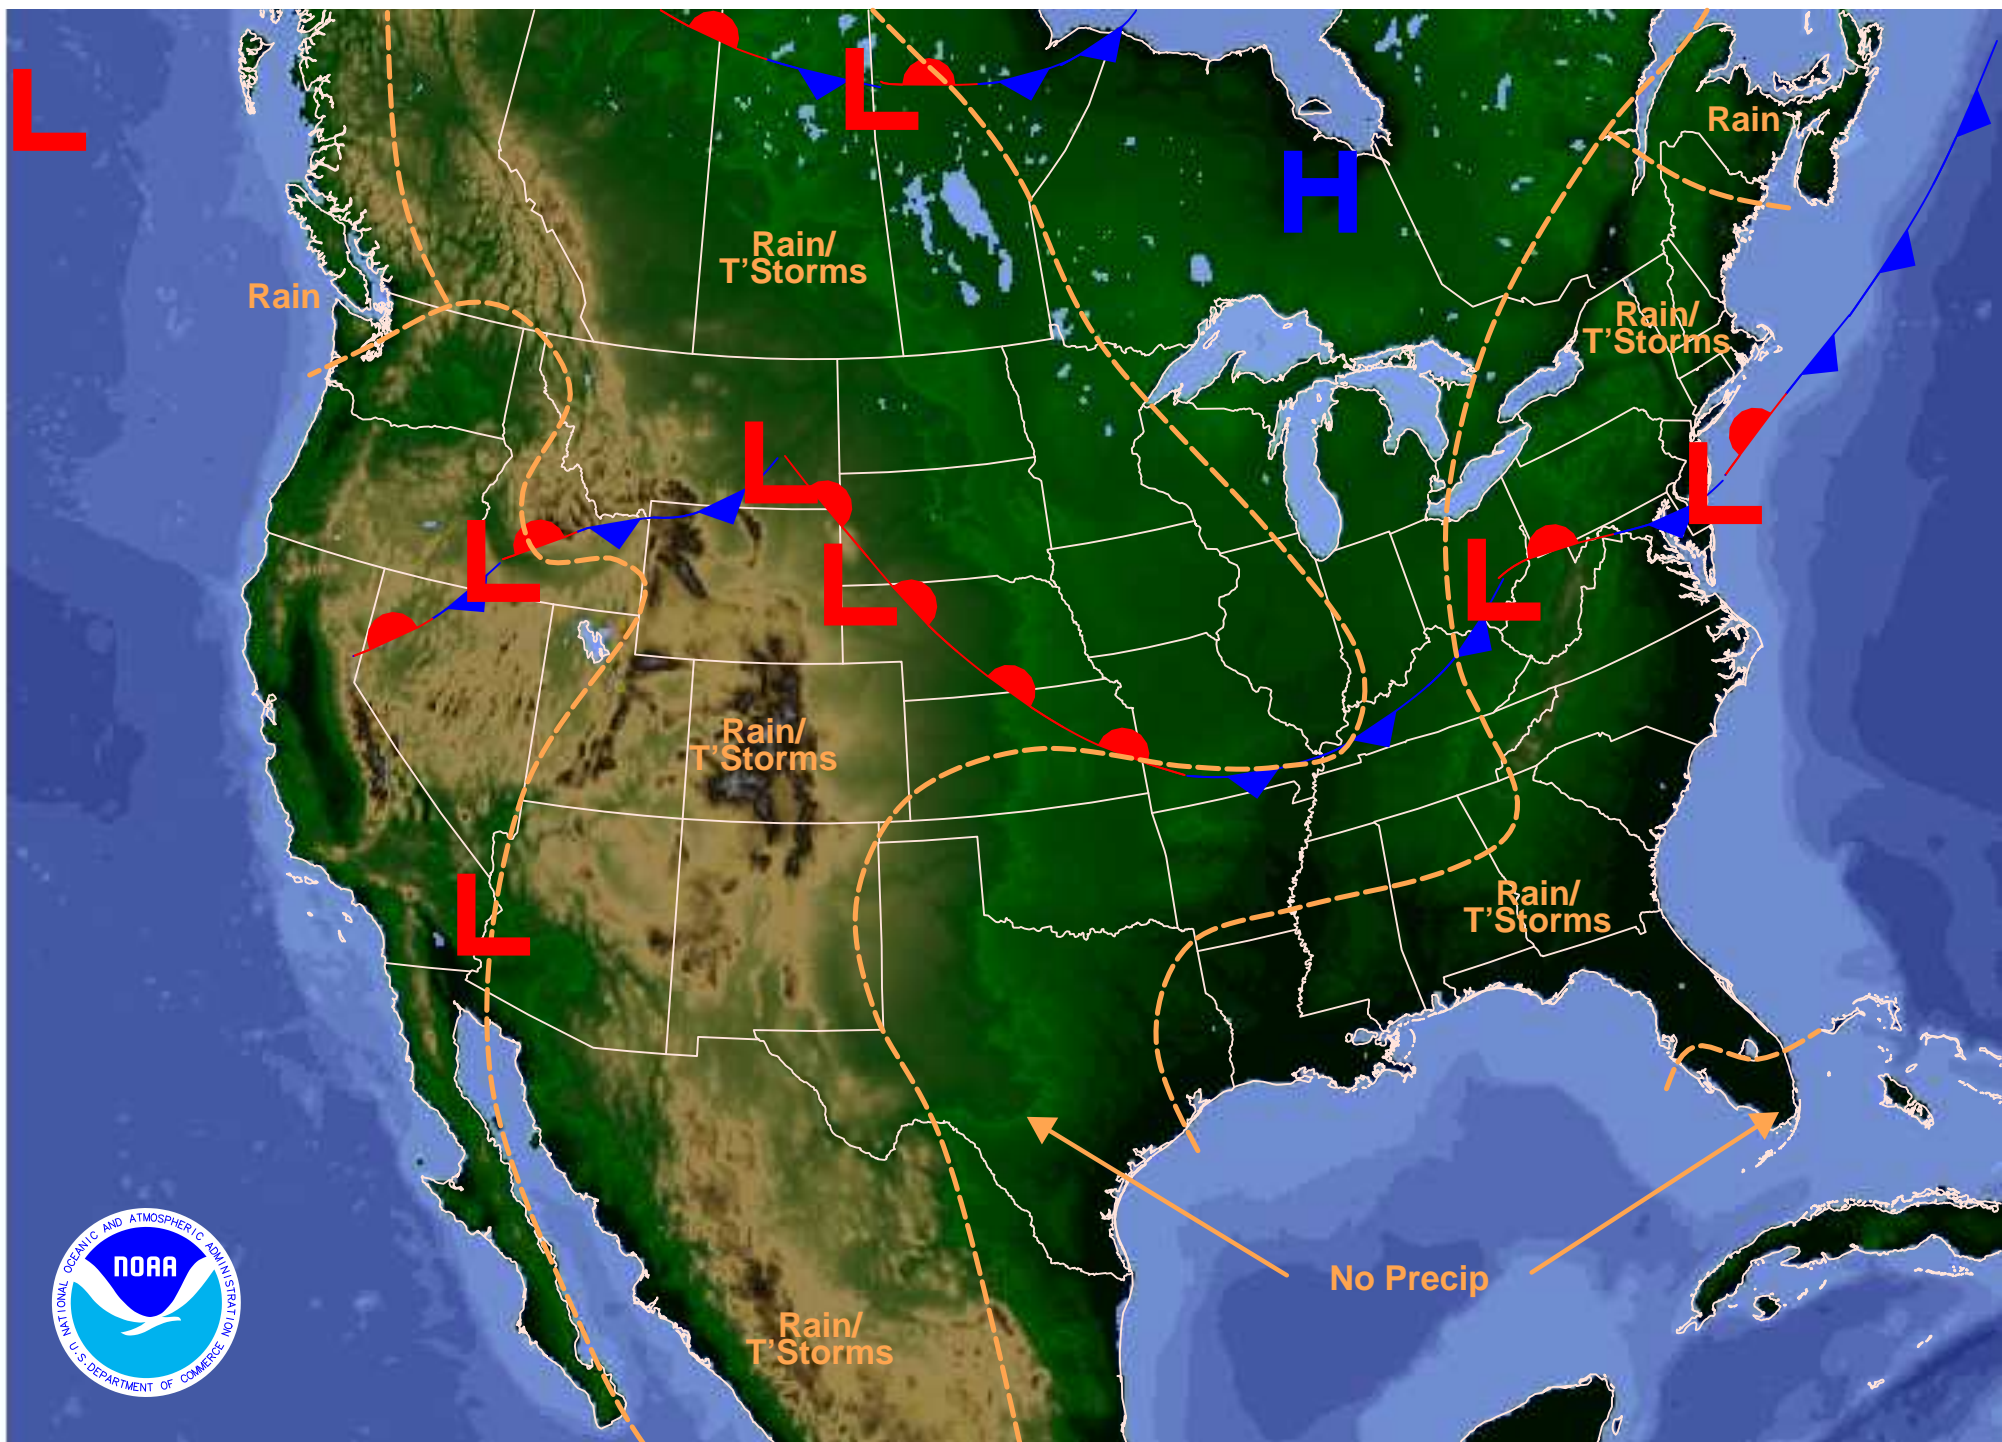 L
L
Rain
H
Rain/
T'Storms
Rain
Rain/
T'Storms
L
L
L
L
L
Rain/
T'Storms
L
Rain/
T'Storms
No Precip
Rain/
T'Storms
NATIONAL OCEANIC AND ATMOSPHERIC ADMINISTRATION
NOAA
U.S. DEPARTMENT OF COMMERCE